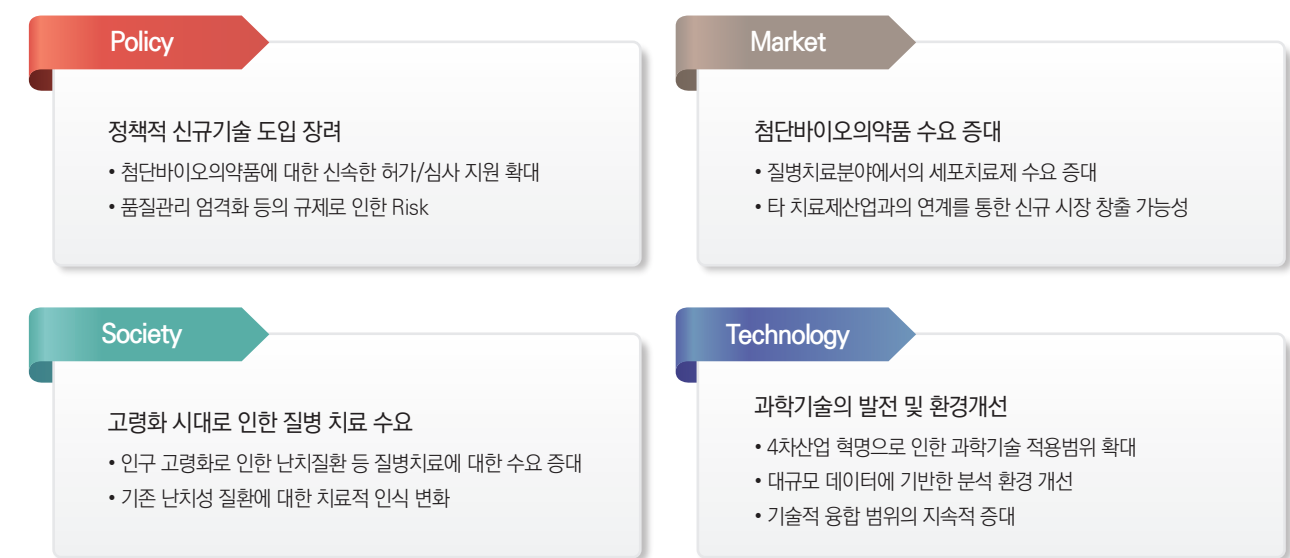 Policy
정책적 신규기술 도입 장려
• 첨단바이오의약품에 대한 신속한 허가/심사 지원 확대
• 품질관리 엄격화 등의 규제로 인한 Risk
Market
첨단바이오의약품 수요 증대
• 질병치료분야에서의 세포치료제 수요 증대
• 타 치료제산업과의 연계를 통한 신규 시장 창출 가능성
Society
고령화 시대로 인한 질병 치료 수요
• 인구 고령화로 인한 난치질환 등 질병치료에 대한 수요 증대
• 기존 난치성 질환에 대한 치료적 인식 변화
Technology
과학기술의 발전 및 환경개선
• 4차산업 혁명으로 인한 과학기술 적용범위 확대
• 대규모 데이터에 기반한 분석 환경 개선
• 기술적 융합 범위의 지속적 증대